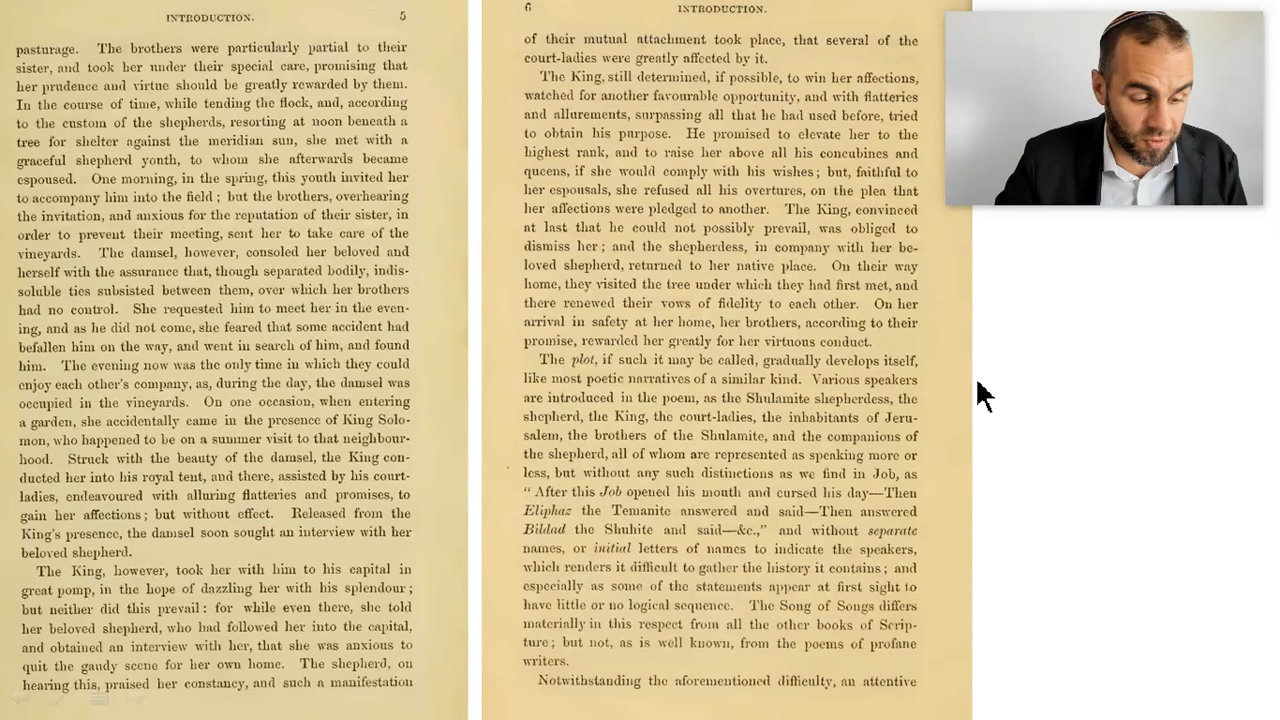 INTRODUCTION. 5
pasturage. The brothers were particularly partial to their
sister, and took her under their special care, promising that
her prudence and virtue should be greatly rewarded by them.
In the course of time, while tending the flock, and, according
to the custom of the shepherds, resorting at noon beneath a
tree for shelter against the meridian sun, she met with a
graceful shepherd youth, to whom she afterwards became
espoused. One morning, in the spring, this youth invited her
to accompany him into the field; but the brothers, overhearing
the invitation, and anxious for the reputation of their sister, in
order to prevent their meeting, sent her to take care of the
vineyards. The damsel, however, consoled her beloved and
herself with the assurance that, though separated bodily, indis-
soluble ties subsisted between them, over which her brothers
had no control. She requested him to meet her in the even-
ing, and as he did not come, she feared that some accident had
befallen him on the way, and went in search of him, and found
him. The evening now was the only time in which they could
enjoy each other's company, as, during the day, the damsel was
occupied in the vineyards. On one occasion, when entering
a garden, she accidentally came in the presence of King Solo-
mon, who happened to be on a summer visit to that neighbour-
hood. Struck with the beauty of the damsel, the King con-
ducted her into his royal tent, and there, assisted by his court-
ladies, endeavoured with alluring flatteries and promises, to
gain her affections; but without effect. Released from the
King's presence, the damsel soon sought an interview with her
beloved shepherd.
The King, however, took her with him to his capital in
great pomp, in the hope of dazzling her with his splendour;
but neither did this prevail: for while even there, she told
her beloved shepherd, who had followed her into the capital,
and obtained an interview with her, that she was anxious to
quit the gaudy scene for her own home. The shepherd, on
hearing this, praised her constancy, and such a manifestation
6 INTRODUCTION.
of their mutual attachment took place, that several of the
court-ladies were greatly affected by it.
The King, still determined, if possible, to win her affections,
watched for another favourable opportunity, and with flatteries
and allurements, surpassing all that he had used before, tried
to obtain his purpose. He promised to elevate her to the
highest rank, and to raise her above all his concubines and
queens, if she would comply with his wishes; but, faithful to
her espousals, she refused all his overtures, on the plea that
her affections were pledged to another. The King, convinced
at last that he could not possibly prevail, was obliged to
dismiss her; and the shepherdess, in company with her be-
loved shepherd, returned to her native place. On their way
home, they visited the tree under which they had first met, and
there renewed their vows of fidelity to each other. On her
arrival in safety at her home, her brothers, according to their
promise, rewarded her greatly for her virtuous conduct.
The plot, if such it may be called, gradually develops itself,
like most poetic narratives of a similar kind. Various speakers
are introduced in the poem, as the Shulamite shepherdess, the
shepherd, the King, the court-ladies, the inhabitants of Jeru-
salem, the brothers of the Shulamite, and the companions of
the shepherd, all of whom are represented as speaking more or
less, but without any such distinctions as we find in Job, as
"After this Job opened his mouth and cursed his day—Then
Eliphaz the Temanite answered and said—Then answered
Bildad the Shuhite and said—&c.," and without separate
names, or initial letters of names to indicate the speakers,
which renders it difficult to gather the history it contains; and
especially as some of the statements appear at first sight to
have little or no logical sequence. The Song of Songs differs
materially in this respect from all the other books of Scrip-
ture; but not, as is well known, from the poems of profane
writers.
Notwithstanding the aforementioned difficulty, an attentive